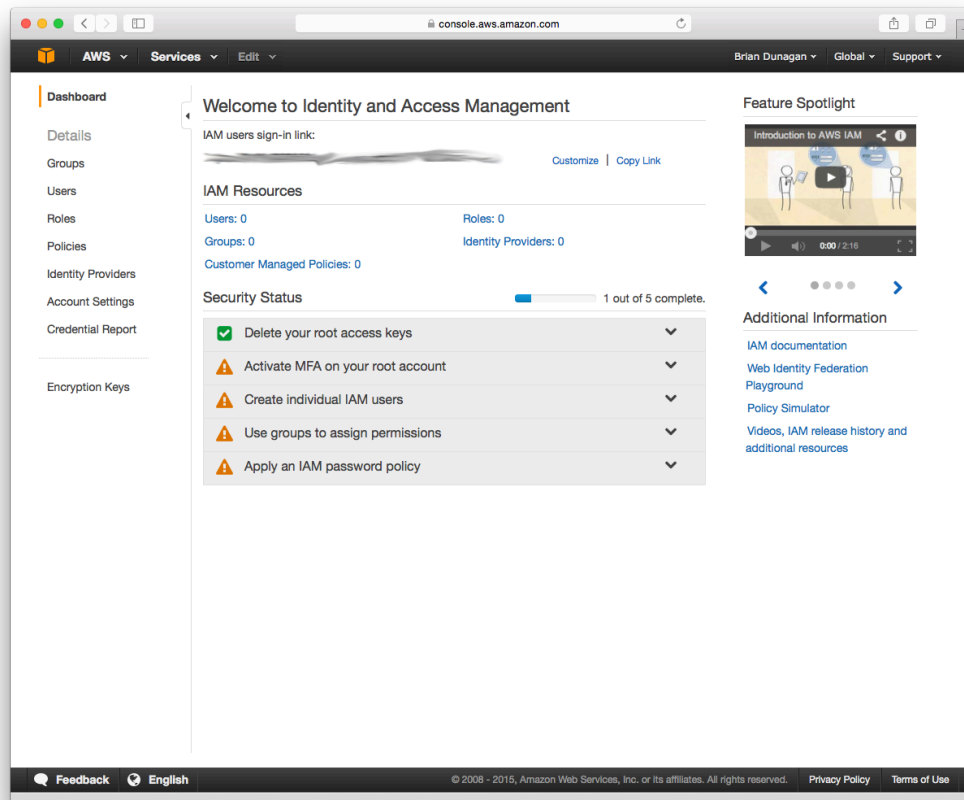 console.aws.amazon.com
AWS Services Edit Brian Dunagan Global Support
Dashboard
Details
Groups
Users
Roles
Policies
Identity Providers
Account Settings
Credential Report
Encryption Keys
Welcome to Identity and Access Management
IAM users sign-in link:
Customize | Copy Link
IAM Resources
Users: 0 Roles: 0
Groups: 0 Identity Providers: 0
Customer Managed Policies: 0
Security Status 1 out of 5 complete.
Delete your root access keys
Activate MFA on your root account
Create individual IAM users
Use groups to assign permissions
Apply an IAM password policy
Feature Spotlight
Introduction to AWS IAM
0:00 / 2:16
Additional Information
IAM documentation
Web Identity Federation
Playground
Policy Simulator
Videos, IAM release history and
additional resources
Feedback English © 2008 - 2015, Amazon Web Services, Inc. or its affiliates. All rights reserved. Privacy Policy Terms of Use